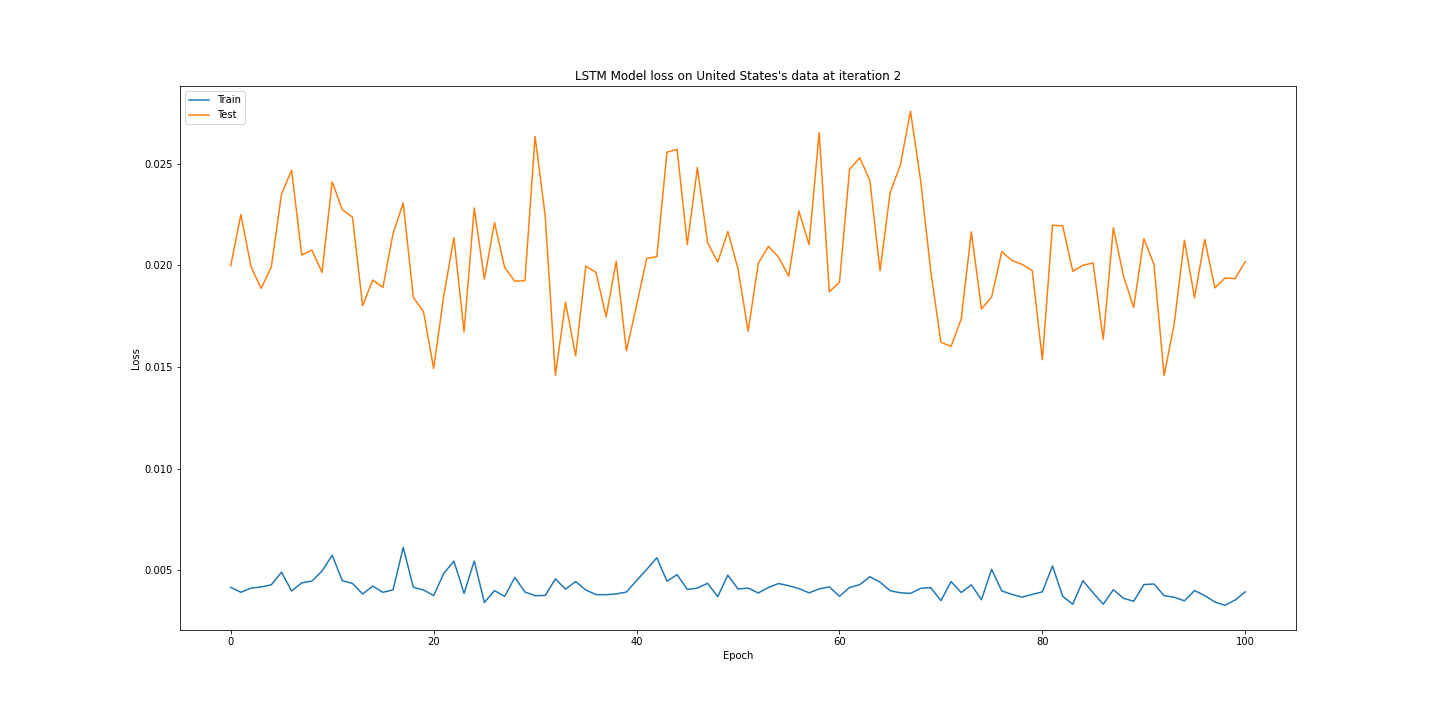 LSTM Model loss on United States's data at iteration 2
Train
Test
0.025
0.020
0.015
0.010
0.005
Loss
0 20 40 60 80 100
Epoch